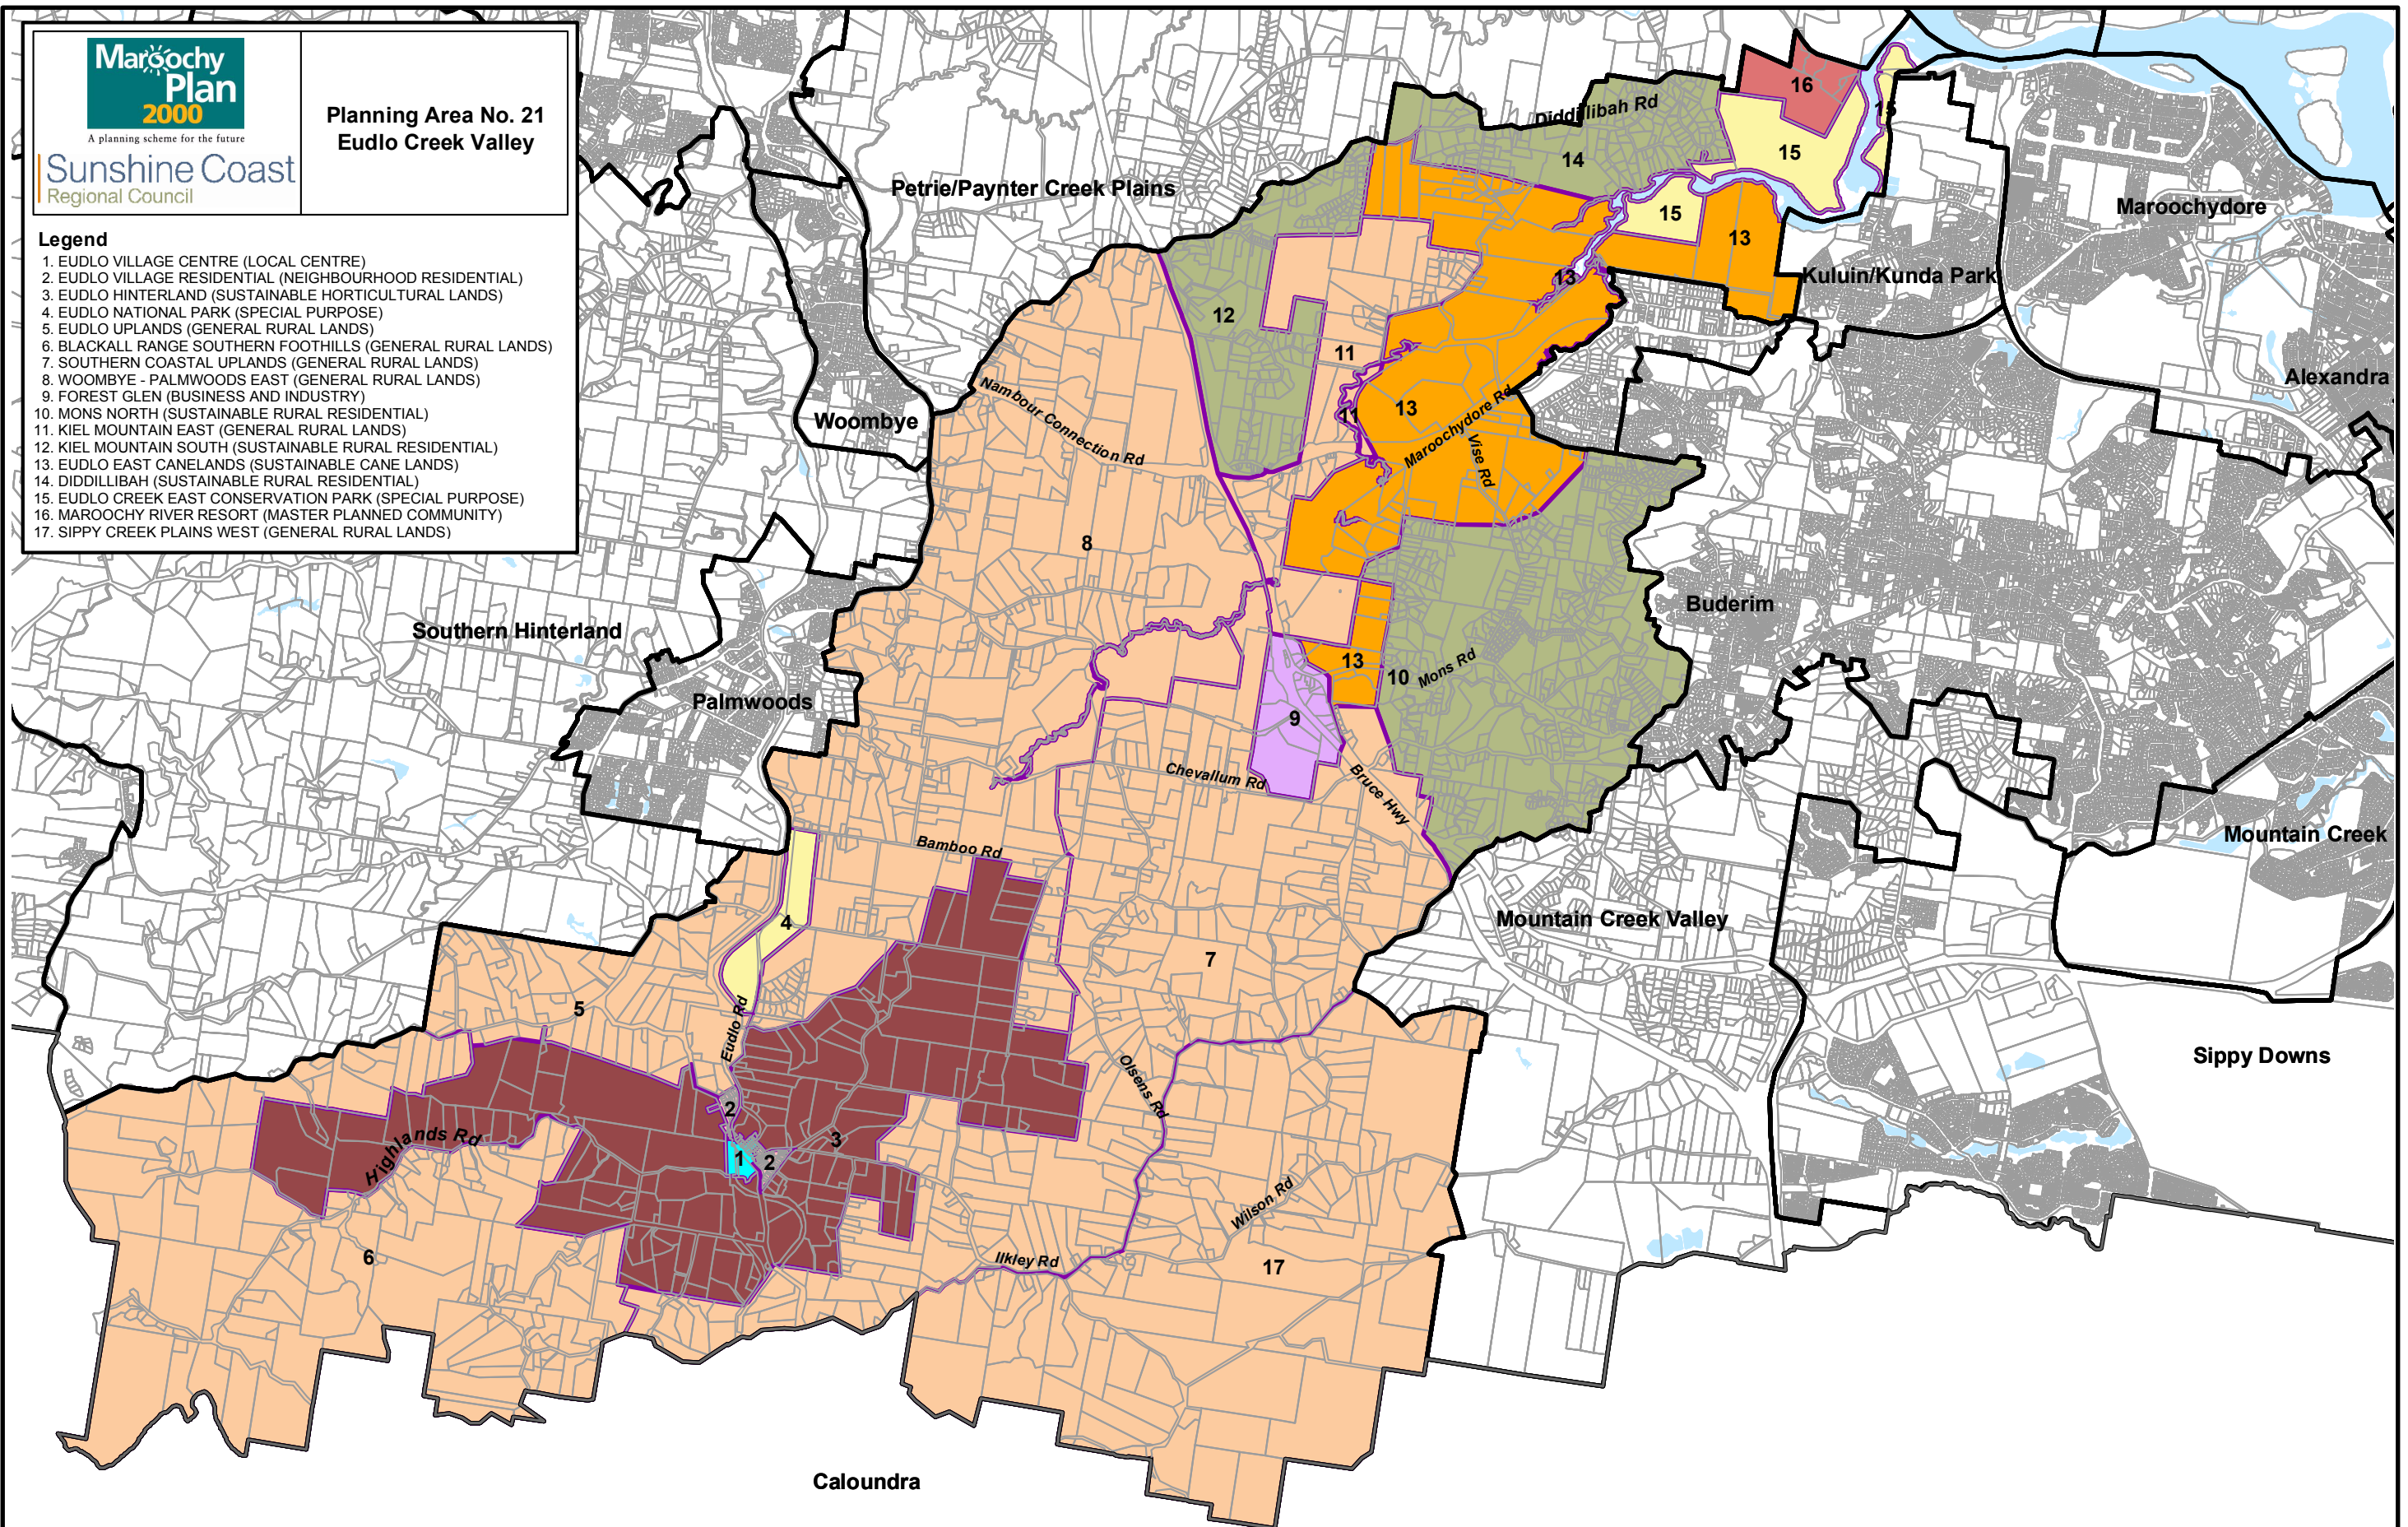 Maroochy
Plan
2000
A planning scheme for the future
Sunshine Coast
Regional Council
Planning Area No. 21
Eudlo Creek Valley
Legend
1. EUDLO VILLAGE CENTRE (LOCAL CENTRE)
2. EUDLO VILLAGE RESIDENTIAL (NEIGHBOURHOOD RESIDENTIAL)
3. EUDLO HINTERLAND (SUSTAINABLE HORTICULTURAL LANDS)
4. EUDLO NATIONAL PARK (SPECIAL PURPOSE)
5. EUDLO UPLANDS (GENERAL RURAL LANDS)
6. BLACKALL RANGE SOUTHERN FOOTHILLS (GENERAL RURAL LANDS)
7. SOUTHERN COASTAL UPLANDS (GENERAL RURAL LANDS)
8. WOOMBYE - PALMWOODS EAST (GENERAL RURAL LANDS)
9. FOREST GLEN (BUSINESS AND INDUSTRY)
10. MONS NORTH (SUSTAINABLE RURAL RESIDENTIAL)
11. KIEL MOUNTAIN EAST (GENERAL RURAL LANDS)
12. KIEL MOUNTAIN SOUTH (SUSTAINABLE RURAL RESIDENTIAL)
13. EUDLO EAST CANELANDS (SUSTAINABLE CANE LANDS)
14. DIDDILLIBAH (SUSTAINABLE RURAL RESIDENTIAL)
15. EUDLO CREEK EAST CONSERVATION PARK (SPECIAL PURPOSE)
16. MAROOCHY RIVER RESORT (MASTER PLANNED COMMUNITY)
17. SIPPY CREEK PLAINS WEST (GENERAL RURAL LANDS)
16
Diddillibah Rd
15
15
14
Petrie/Paynter Creek Plains
Maroochydore
15
13
Kuluin/Kunda Park
13
12
11
Alexandra
Nambour Connection Rd
13
11
Woombye
Maroochydore Rd
Vise Rd
8
Buderim
Southern Hinterland
13
10
Mons Rd
Palmwoods
9
Chevallum Rd
Bruce Hwy
Mountain Creek
Bamboo Rd
4
Mountain Creek Valley
7
5
Eudlo Rd
Sippy Downs
Olsens Rd
2
Highlands Rd
3
1
2
Wilson Rd
6
Ilkley Rd
17
Caloundra